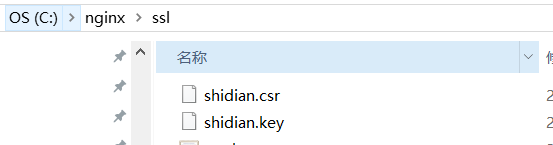 OS (C:) > nginx > ssl
名称
shidian.csr
shidian.key